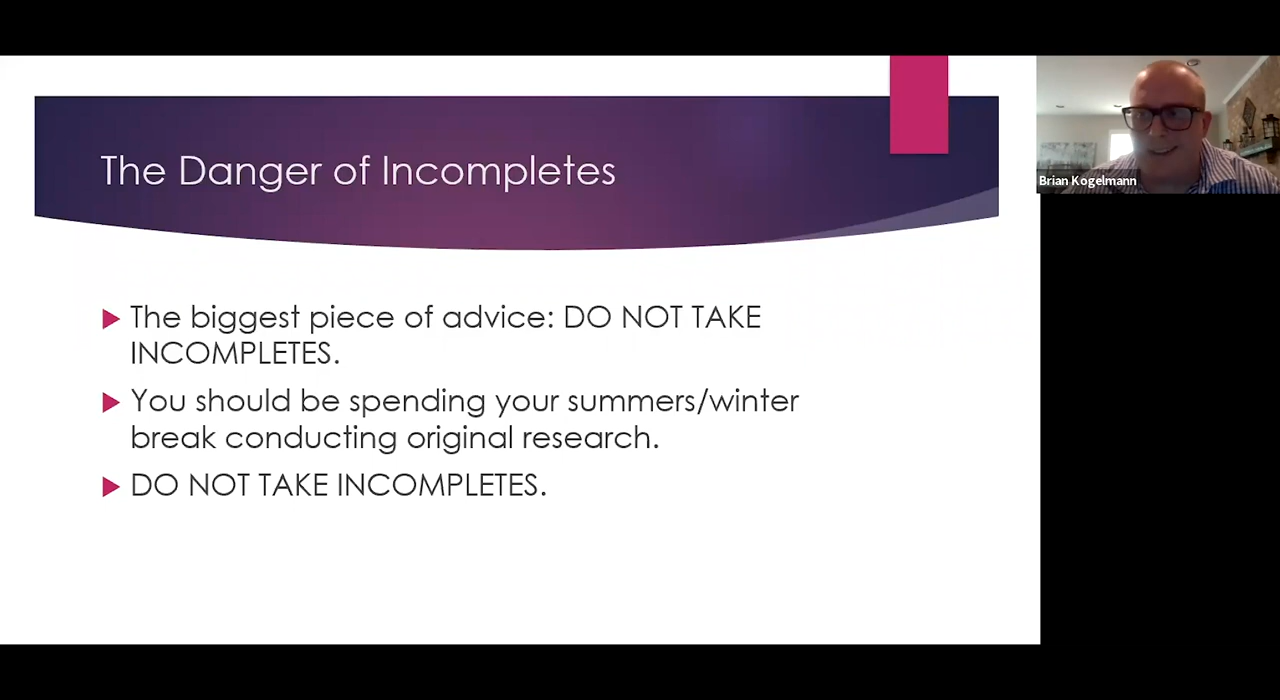 The Danger of Incompletes
The biggest piece of advice: DO NOT TAKE
INCOMPLETES.
You should be spending your summers/winter
break conducting original research.
DO NOT TAKE INCOMPLETES.
Brian Kogelmann